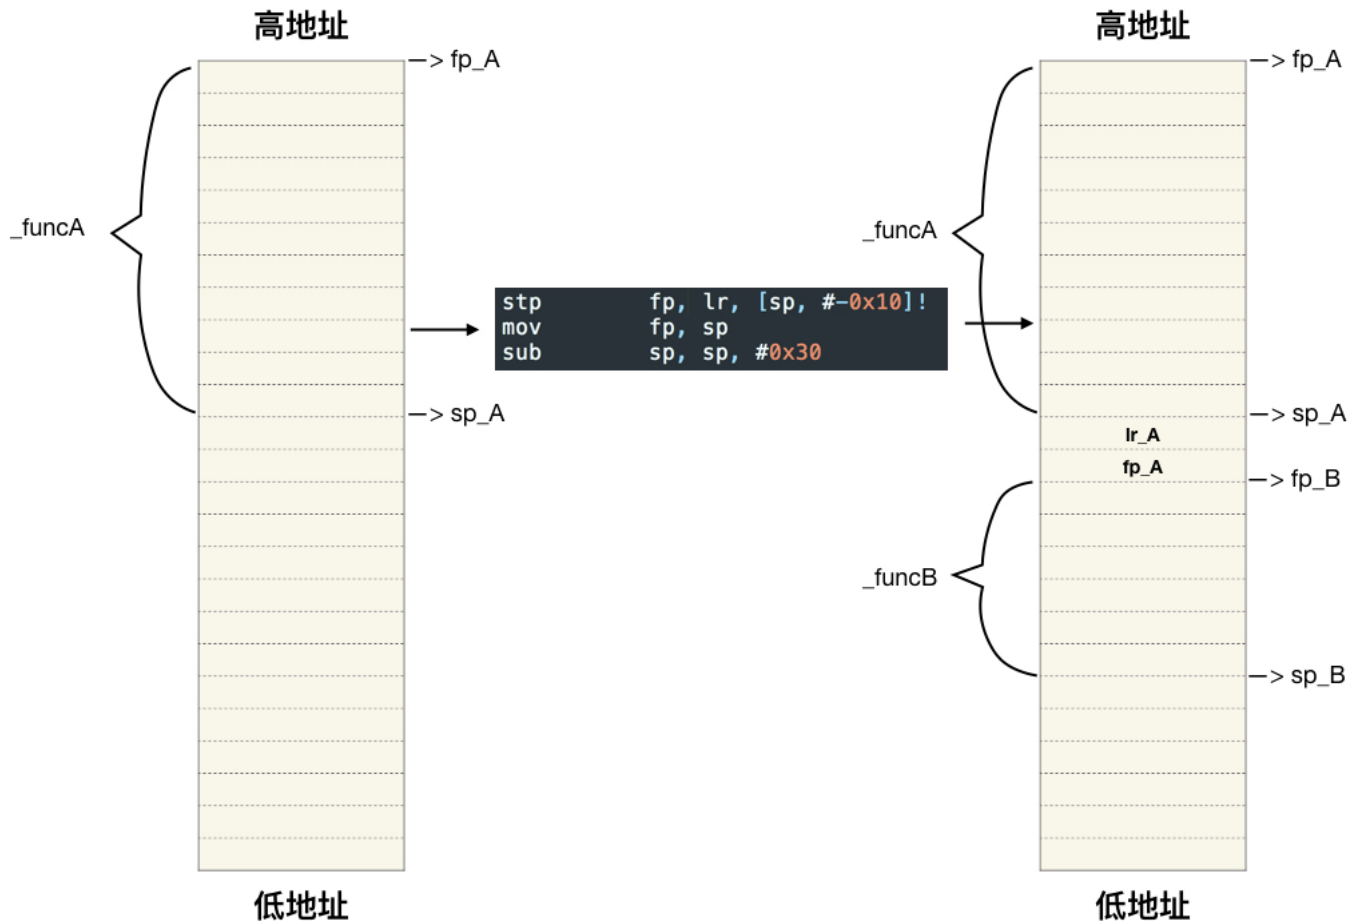 高地址
高地址
—> fp_A
—> fp_A
_funcA
_funcA
stp fp, lr, [sp, #-0x10]!
mov fp, sp
sub sp, sp, #0x30
—> sp_A
—> sp_A
lr_A
fp_A
—> fp_B
_funcB
—> sp_B
低地址
低地址